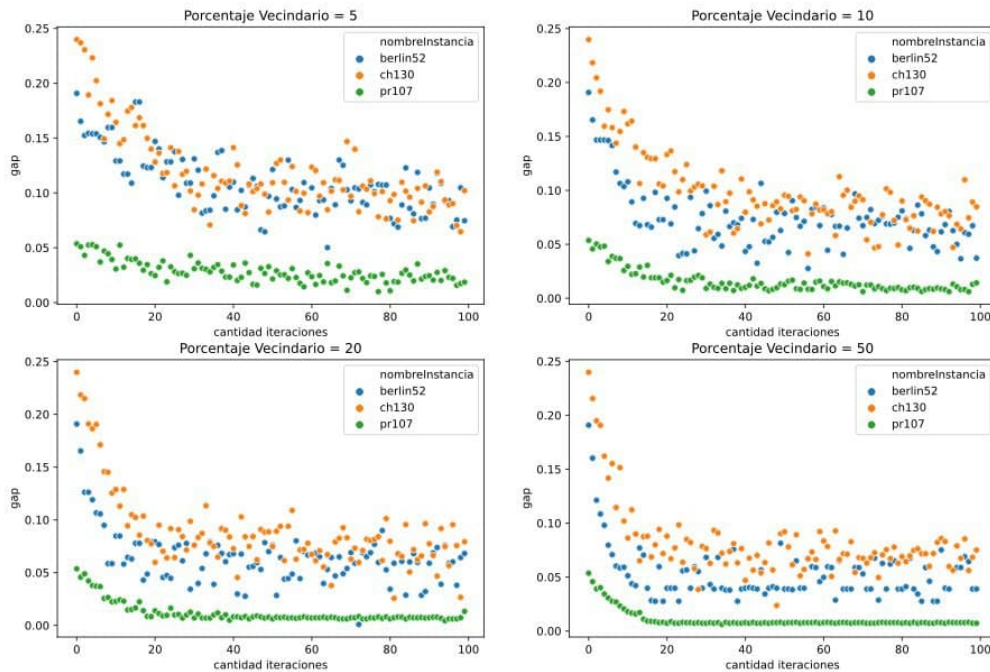 Porcentaje Vecindario = 5
0.25
0.20
0.15
0.10
0.05
0.00
gap
nombreInstancia
berlin52
ch130
pr107
0 20 40 60 80 100
cantidad iteraciones
Porcentaje Vecindario = 10
0.25
0.20
0.15
0.10
0.05
0.00
gap
nombreInstancia
berlin52
ch130
pr107
0 20 40 60 80 100
cantidad iteraciones
Porcentaje Vecindario = 20
0.25
0.20
0.15
0.10
0.05
0.00
gap
nombreInstancia
berlin52
ch130
pr107
0 20 40 60 80 100
cantidad iteraciones
Porcentaje Vecindario = 50
0.25
0.20
0.15
0.10
0.05
0.00
gap
nombreInstancia
berlin52
ch130
pr107
0 20 40 60 80 100
cantidad iteraciones